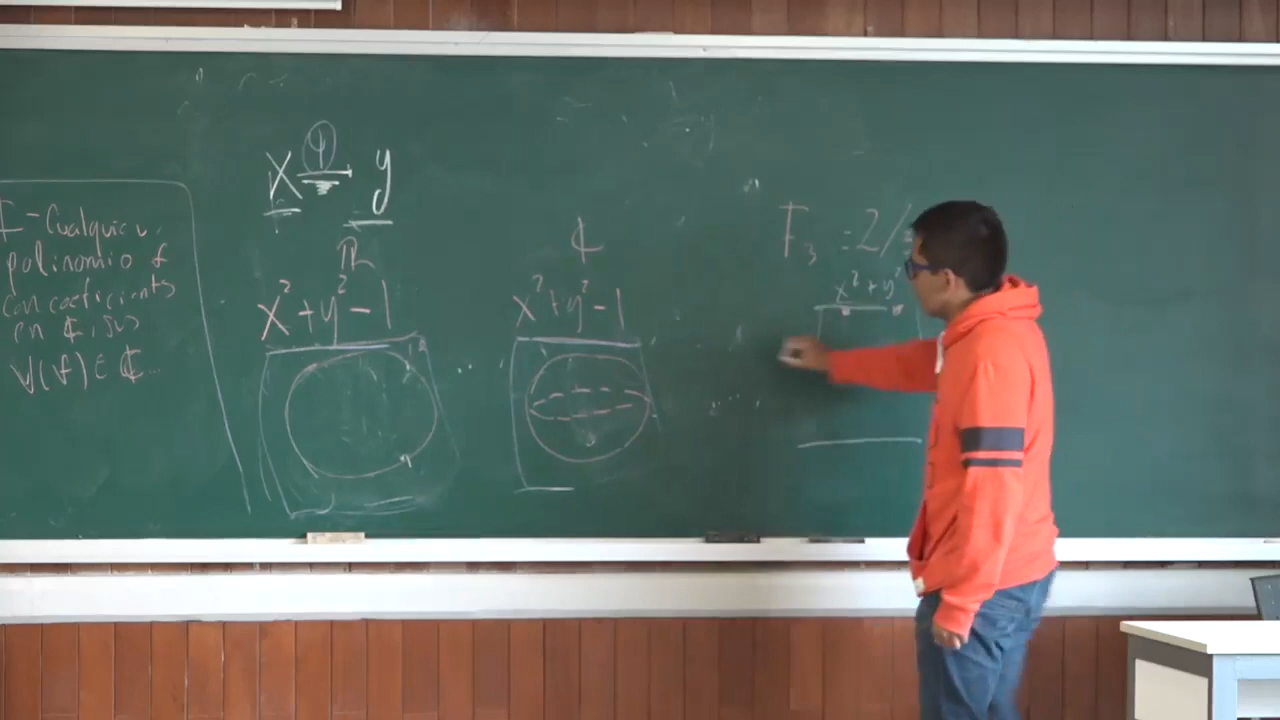 Cualquier
polinomio f
con coeficientes
en ℂ, sus
V(f) ∈ ℂ
X φ y
ℝ
x² + y² - 1
ℂ
x² + y² - 1
F₃ = ℤ/
x² + y²